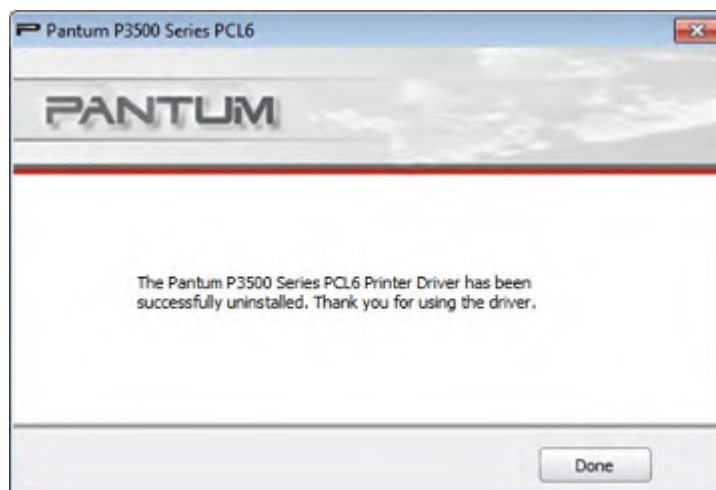 Pantum P3500 Series PCL6
PANTUM
The Pantum P3500 Series PCL6 Printer Driver has been
successfully uninstalled. Thank you for using the driver.
Done